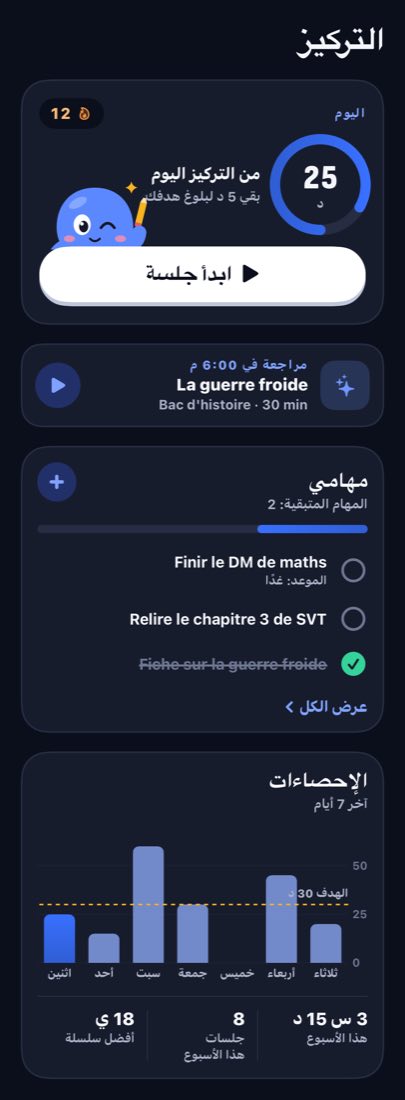 التركيز
اليوم
12
25
د
من التركيز اليوم
بقي 5 د لبلوغ هدفك.
ابدأ جلسة
مراجعة في 6:00 م
La guerre froide
Bac d'histoire · 30 min
مهامي
المهام المتبقية: 2
Finir le DM de maths
الموعد: غدًا
Relire le chapitre 3 de SVT
Fiche sur la guerre froide
عرض الكل
الإحصاءات
آخر 7 أيام
50
الهدف 30 د
25
0
ثلاثاء
أربعاء
خميس
جمعة
سبت
أحد
اثنين
3 س 15 د
هذا الأسبوع
8
جلسات
هذا الأسبوع
18 ي
أفضل سلسلة